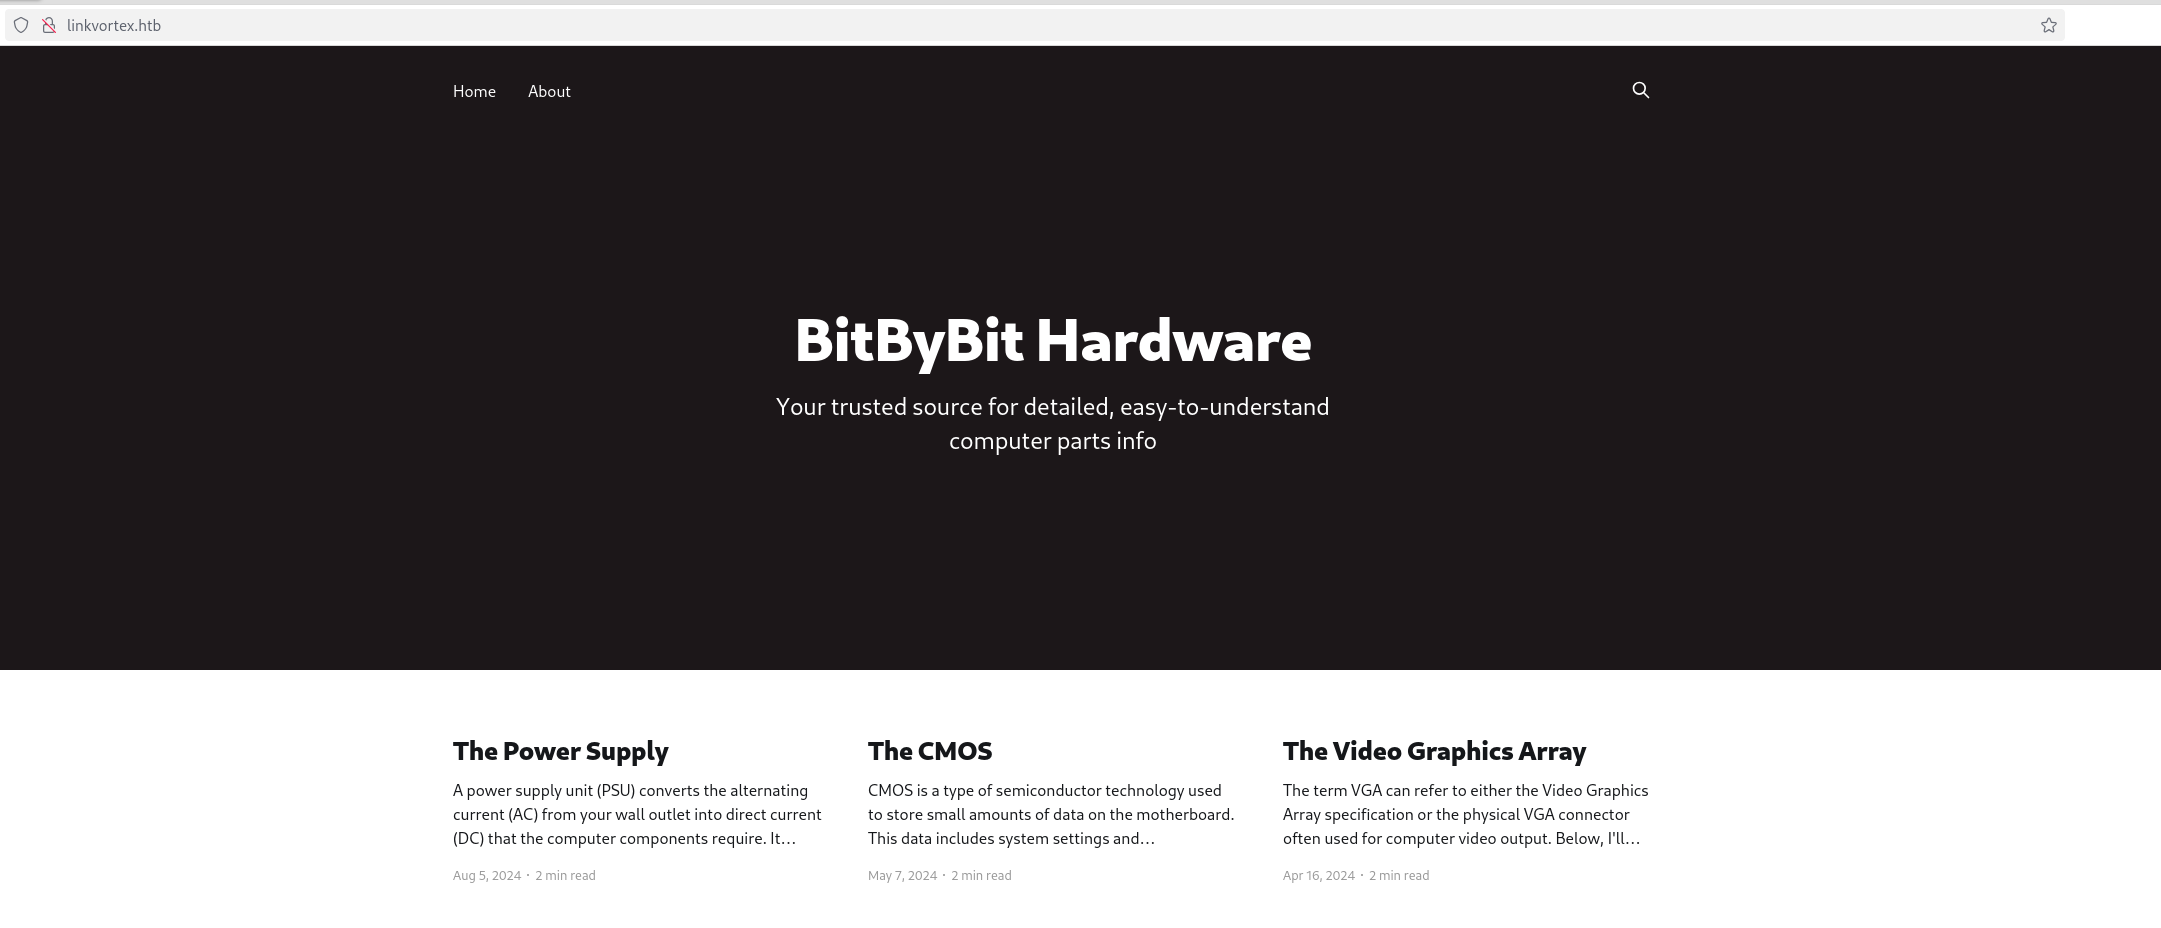 linkvortex.htb
Home
About
BitByBit Hardware
Your trusted source for detailed, easy-to-understand
computer parts info
The Power Supply
A power supply unit (PSU) converts the alternating
current (AC) from your wall outlet into direct current
(DC) that the computer components require. It…
Aug 5, 2024 · 2 min read
The CMOS
CMOS is a type of semiconductor technology used
to store small amounts of data on the motherboard.
This data includes system settings and…
May 7, 2024 · 2 min read
The Video Graphics Array
The term VGA can refer to either the Video Graphics
Array specification or the physical VGA connector
often used for computer video output. Below, I'll…
Apr 16, 2024 · 2 min read